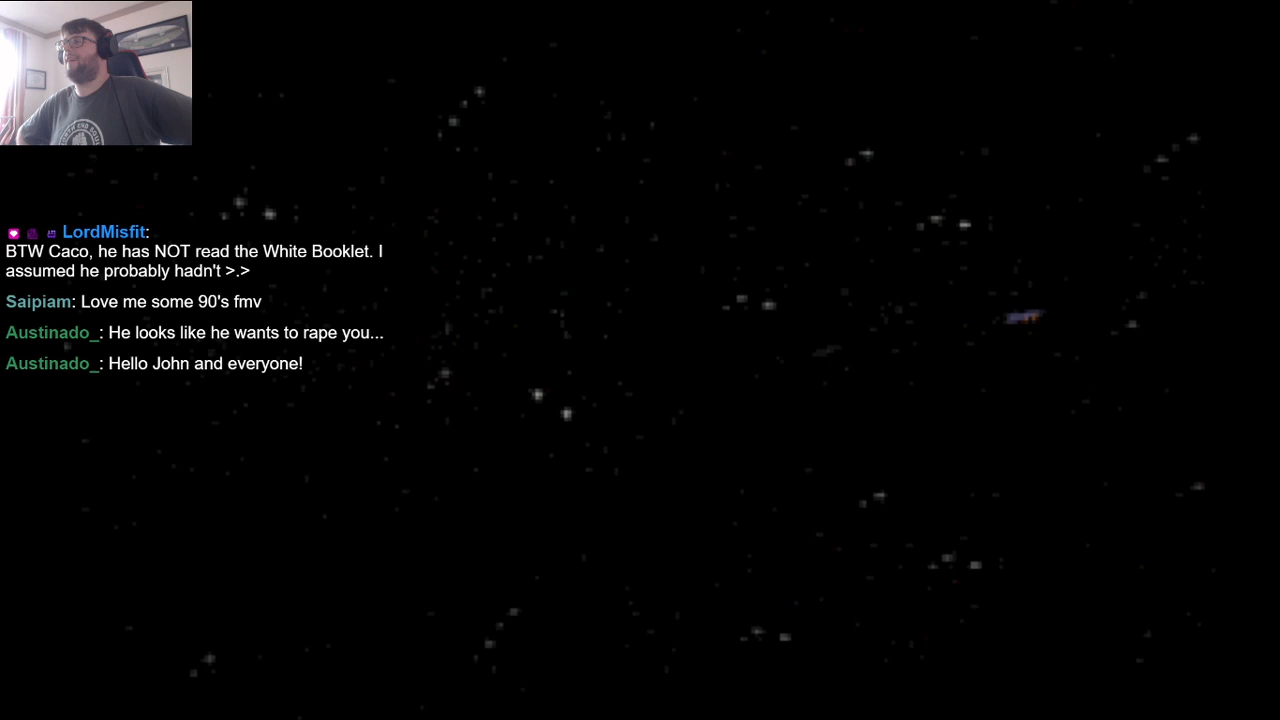 LordMisfit:
BTW Caco, he has NOT read the White Booklet. I
assumed he probably hadn't >.>
Saipiam: Love me some 90's fmv
Austinado_: He looks like he wants to rape you...
Austinado_: Hello John and everyone!